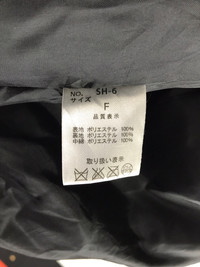 NO. SH-6
サイズ F
品質表示
表地 ポリエステル 100%
裏地 ポリエステル 100%
中綿 ポリエステル 100%
取り扱い表示